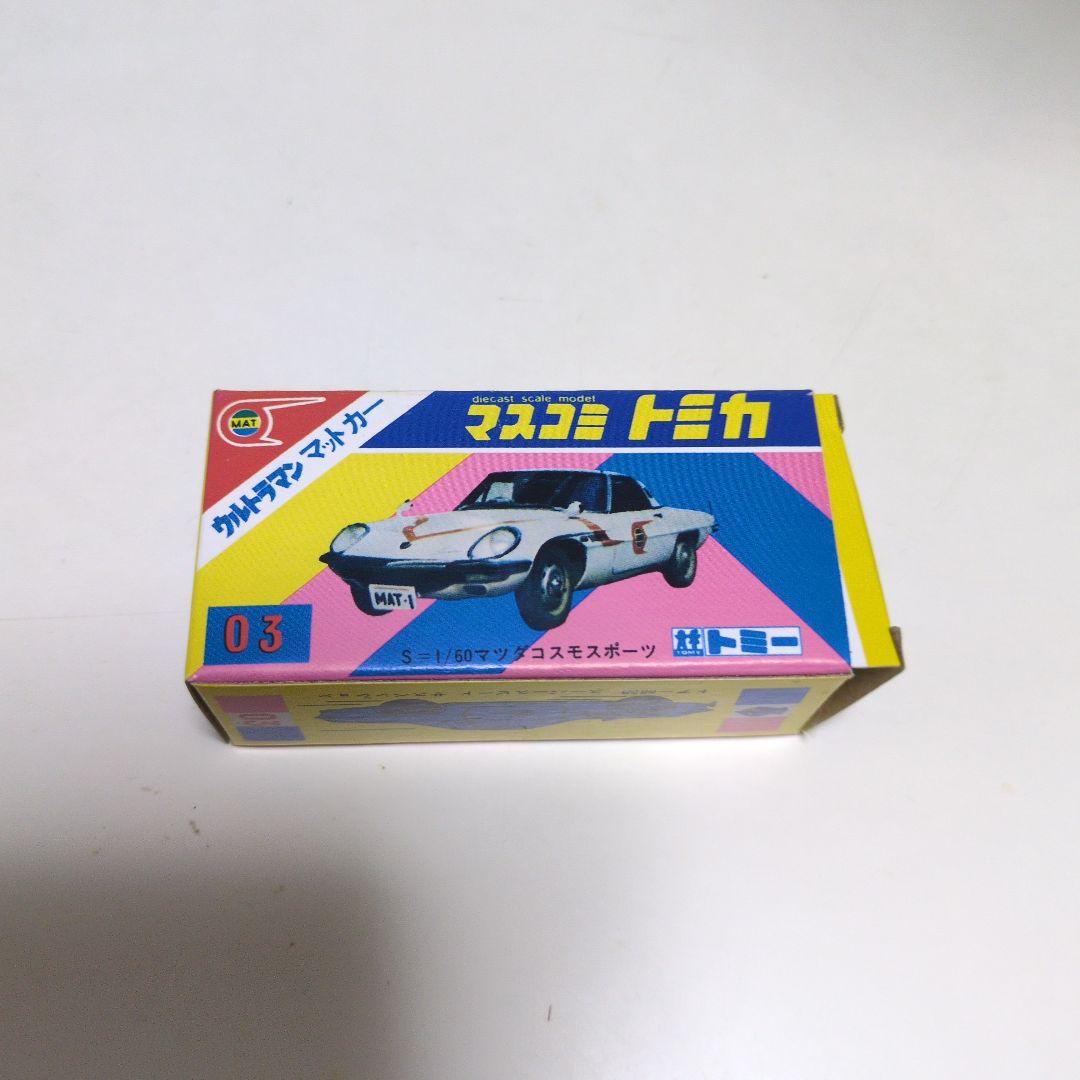 MAT
ウルトラマン マットカー
diecast scale model
マスコミ トミカ
MAT-1
03
S=1/60マツダコスモスポーツ
TOMY
トミー
03